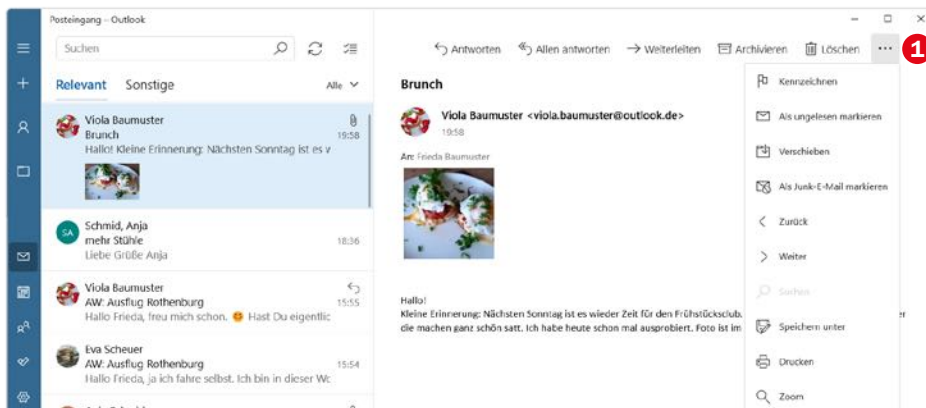 Posteingang – Outlook
Suchen
Antworten
Allen antworten
Weiterleiten
Archivieren
Löschen
1
Relevant
Sonstige
Alle
Viola Baumuster
Brunch
19:58
Hallo! Kleine Erinnerung: Nächsten Sonntag ist es v
SA
Schmid, Anja
mehr Stühle
18:36
Liebe Grüße Anja
Viola Baumuster
AW: Ausflug Rothenburg
15:55
Hallo Frieda, freu mich schon. 😊 Hast Du eigentlic
Eva Scheuer
AW: Ausflug Rothenburg
15:54
Hallo Frieda, ja ich fahre selbst. Ich bin in dieser Wc
Brunch
Viola Baumuster <viola.baumuster@outlook.de>
19:58
An: Frieda Baumuster
Hallo!
Kleine Erinnerung: Nächsten Sonntag ist es wieder Zeit für den Frühstücksclub.
er
die machen ganz schön satt. Ich habe heute schon mal ausprobiert. Foto ist im
Kennzeichnen
Als ungelesen markieren
Verschieben
Als Junk-E-Mail markieren
Zurück
Weiter
Suchen
Speichern unter
Drucken
Zoom